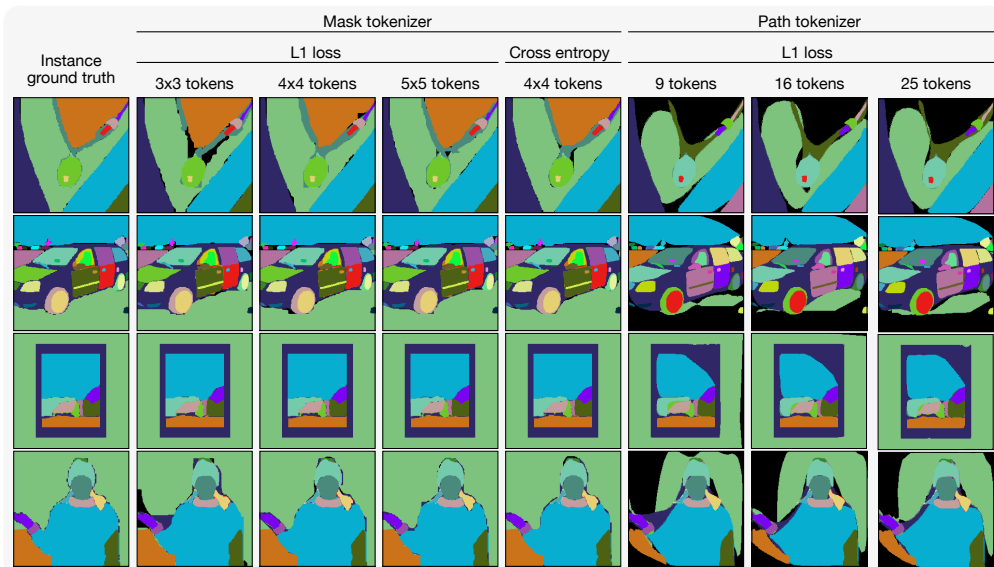 Mask tokenizer
Path tokenizer
Instance
ground truth
L1 loss
Cross entropy
L1 loss
3x3 tokens
4x4 tokens
5x5 tokens
4x4 tokens
9 tokens
16 tokens
25 tokens